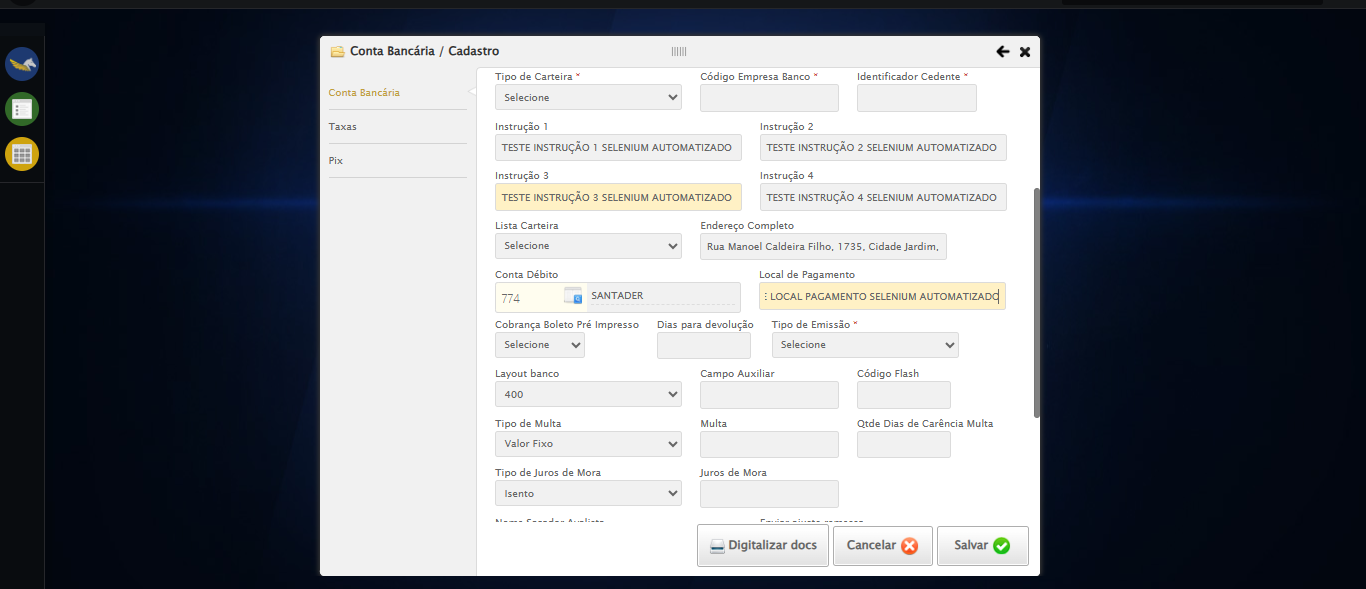 Conta Bancária / Cadastro
Conta Bancária
Taxas
Pix
Tipo de Carteira * Código Empresa Banco * Identificador Cedente *
Selecione
Instrução 1 Instrução 2
TESTE INSTRUÇÃO 1 SELENIUM AUTOMATIZADO TESTE INSTRUÇÃO 2 SELENIUM AUTOMATIZADO
Instrução 3 Instrução 4
TESTE INSTRUÇÃO 3 SELENIUM AUTOMATIZADO TESTE INSTRUÇÃO 4 SELENIUM AUTOMATIZADO
Lista Carteira Endereço Completo
Selecione Rua Manoel Caldeira Filho, 1735, Cidade Jardim,
Conta Débito Local de Pagamento
774 SANTADER LOCAL PAGAMENTO SELENIUM AUTOMATIZADO
Cobrança Boleto Pré Impresso Dias para devolução Tipo de Emissão *
Selecione Selecione
Layout banco Campo Auxiliar Código Flash
400
Tipo de Multa Multa Qtde Dias de Carência Multa
Valor Fixo
Tipo de Juros de Mora Juros de Mora
Isento
Digitalizar docs Cancelar Salvar